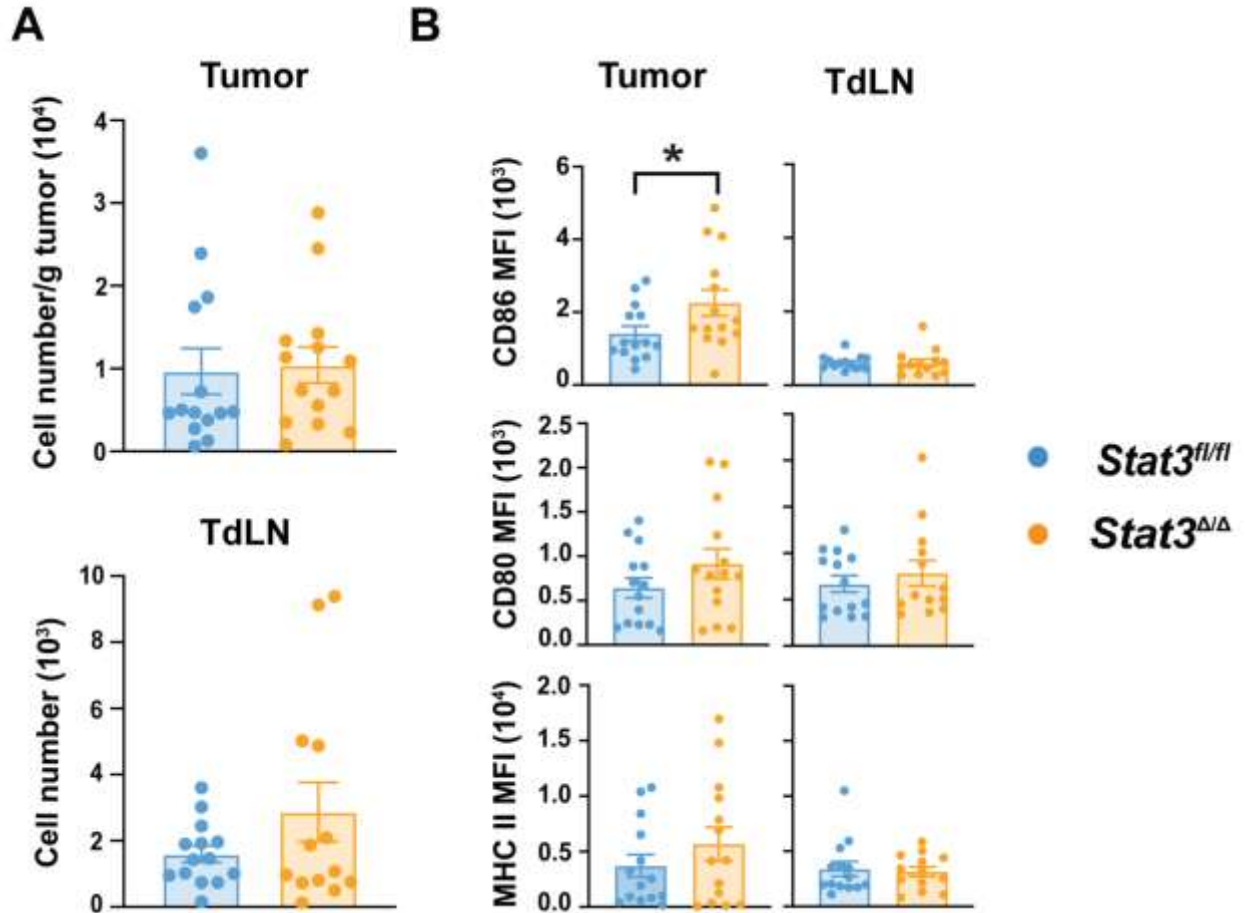 A
B
Tumor
Cell number/g tumor (10⁴)
4
3
2
1
0
TdLN
Cell number (10³)
10
8
6
4
2
0
Tumor
TdLN
CD86 MFI (10³)
6
4
2
0
*
CD80 MFI (10³)
2.5
2.0
1.5
1.0
0.5
0.0
MHC II MFI (10⁴)
2.0
1.5
1.0
0.5
0.0
Stat3fl/fl
Stat3Δ/Δ